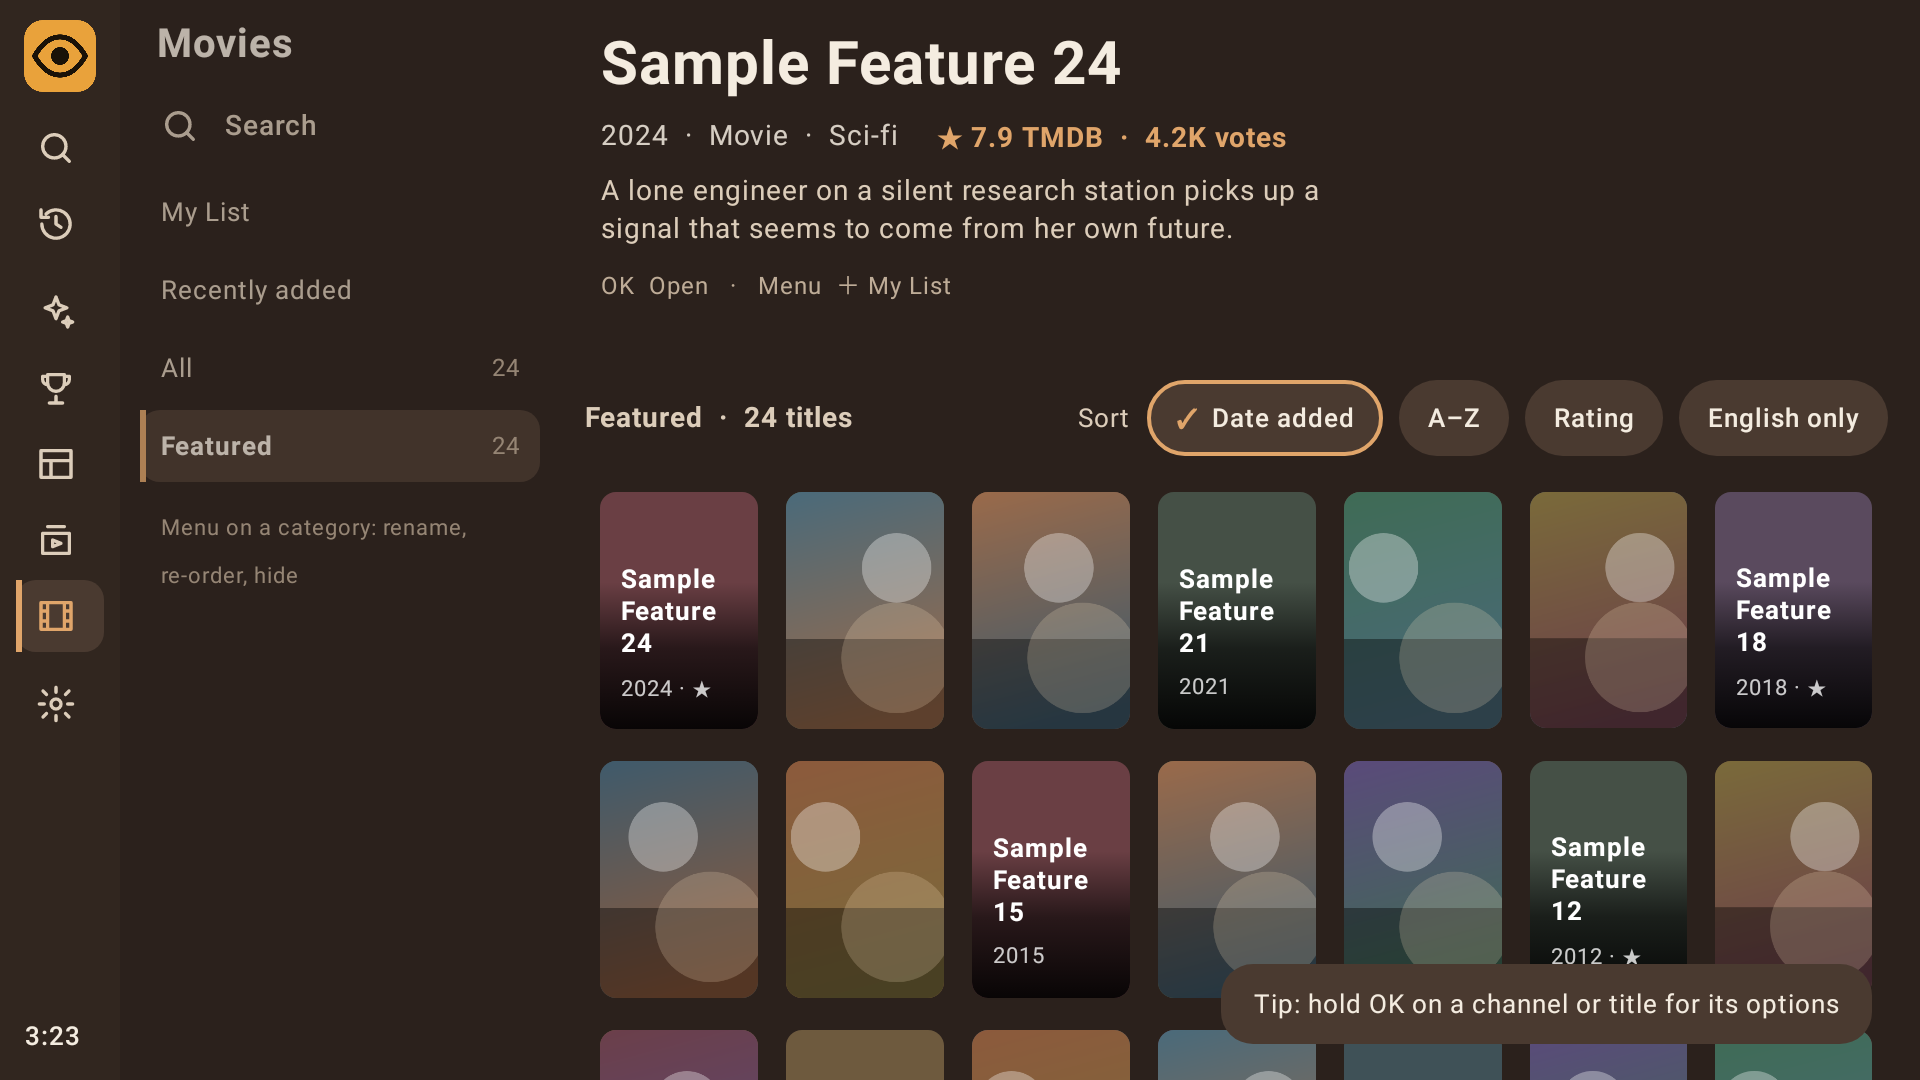 Movies
Search
My List
Recently added
All 24
Featured 24
Menu on a category: rename,
re-order, hide
3:23
Sample Feature 24
2024 · Movie · Sci-fi ★ 7.9 TMDB · 4.2K votes
A lone engineer on a silent research station picks up a
signal that seems to come from her own future.
OK Open · Menu + My List
Featured · 24 titles
Sort ✓ Date added A–Z Rating English only
Sample
Feature
24
2024 · ★
Sample
Feature
21
2021
Sample
Feature
18
2018 · ★
Sample
Feature
15
2015
Sample
Feature
12
2012 · ★
Tip: hold OK on a channel or title for its options